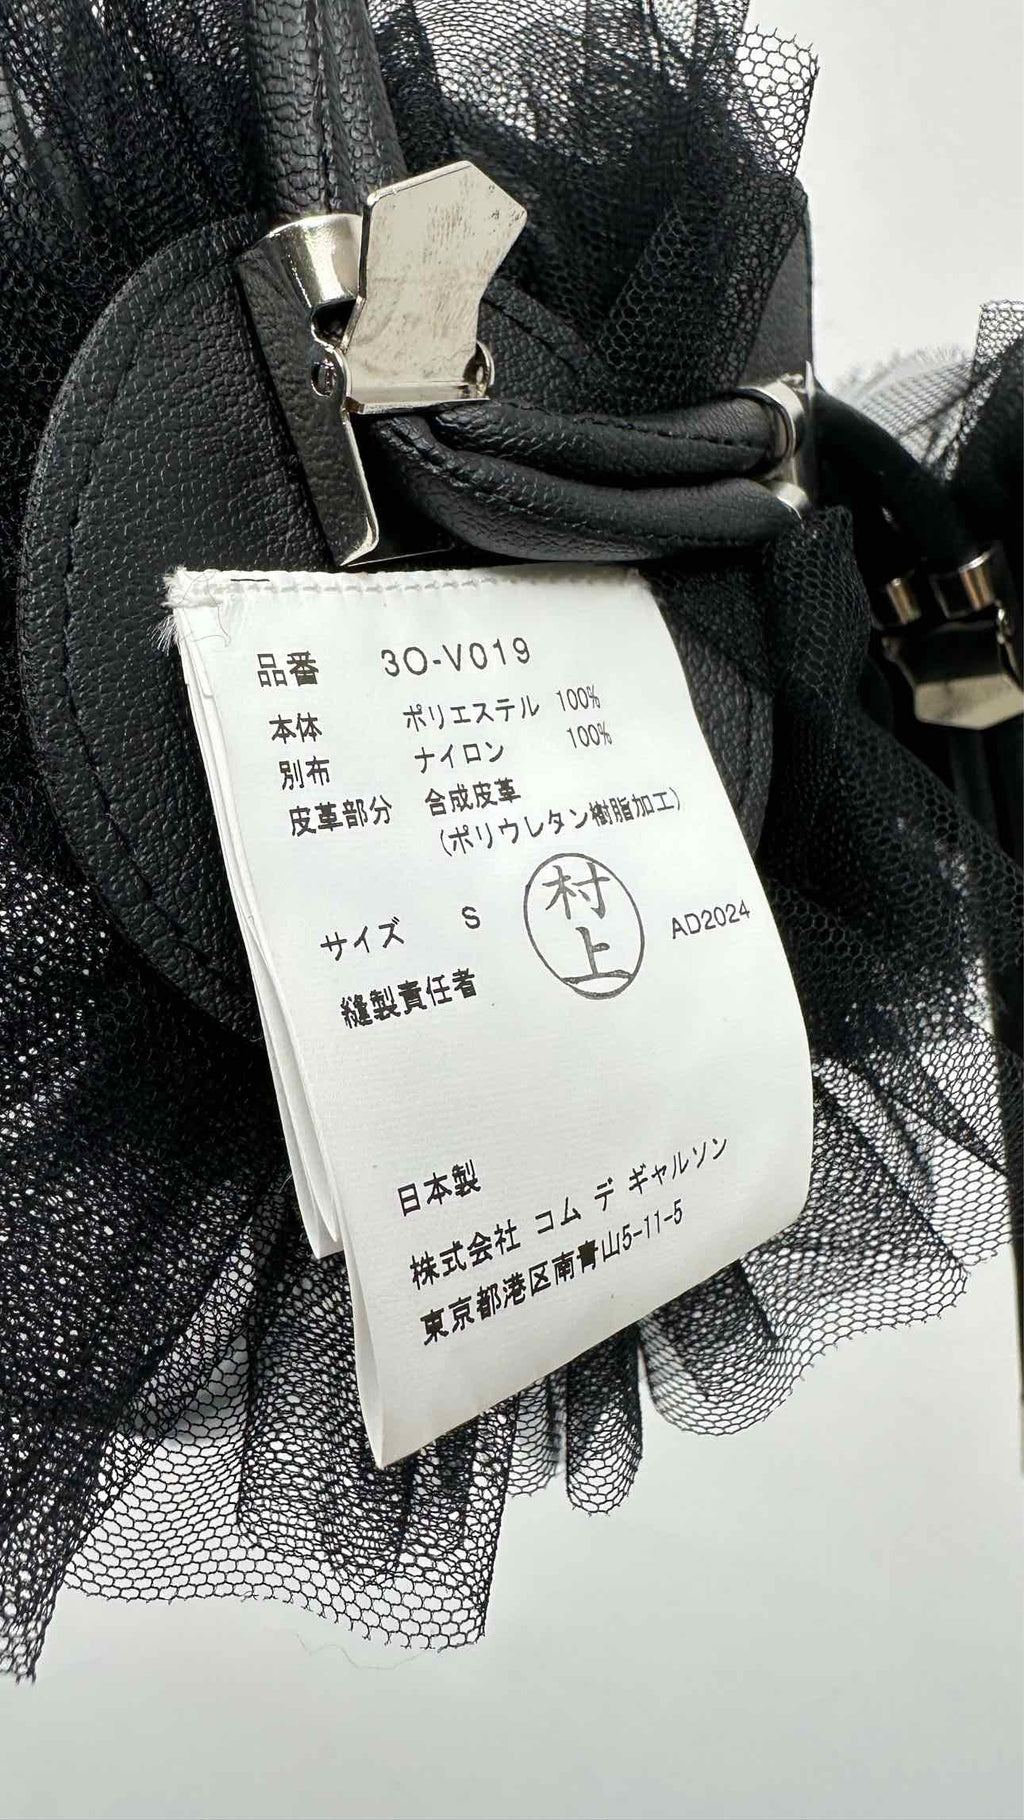 品番 3O-V019
本体 ポリエステル 100%
別布 ナイロン 100%
皮革部分 合成皮革
(ポリウレタン樹脂加工)
サイズ S 村上 AD2024
縫製責任者
日本製
株式会社 コム デ ギャルソン
東京都港区南青山5-11-5